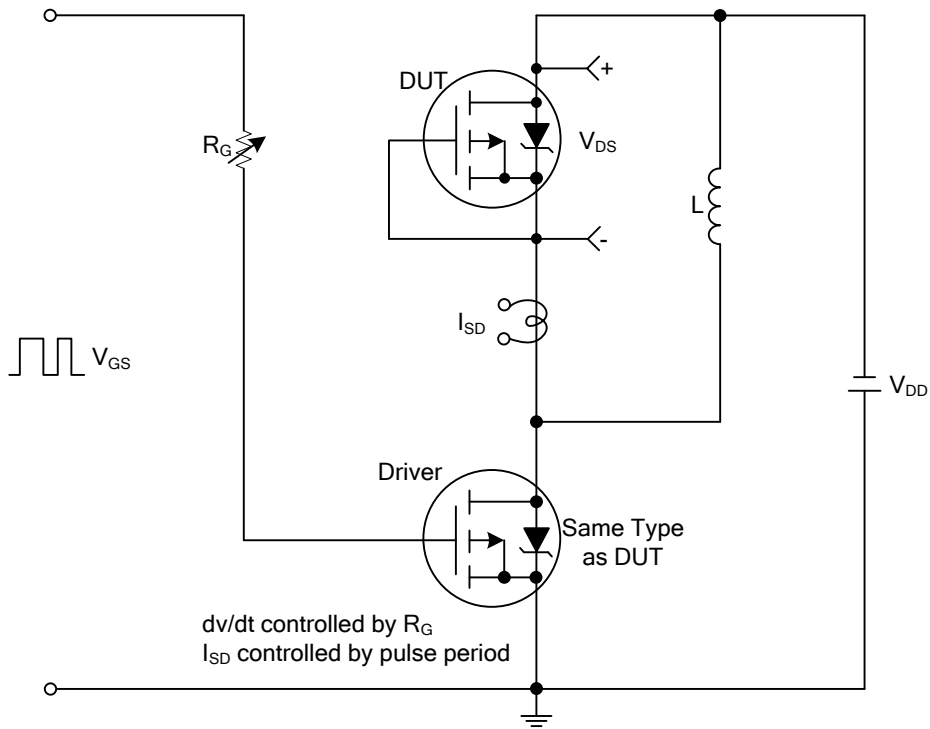 DUT
+
R_G
V_DS
L
-
I_SD
V_GS
V_DD
Driver
Same Type
as DUT
dv/dt controlled by R_G
I_SD controlled by pulse period